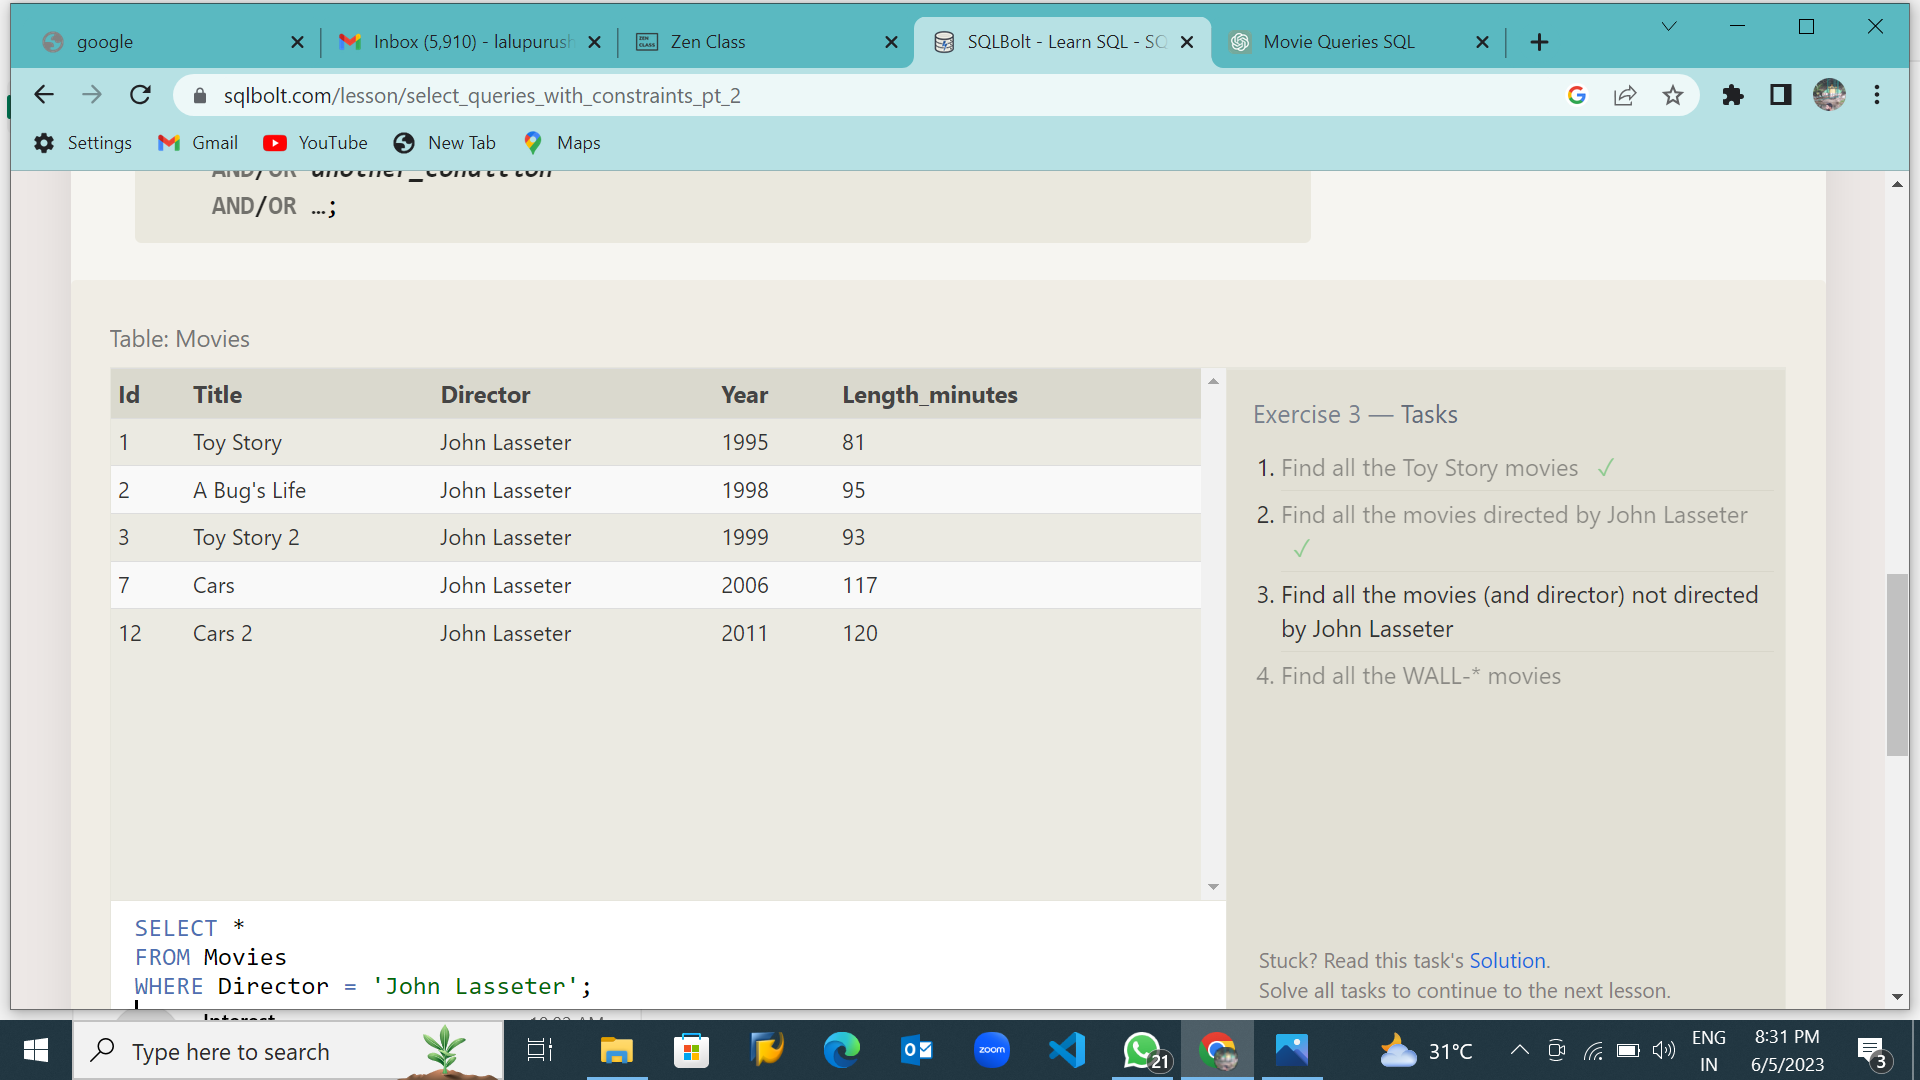 google
Inbox (5,910) - lalupurush
Zen Class
SQLBolt - Learn SQL - SQ
Movie Queries SQL
sqlbolt.com/lesson/select_queries_with_constraints_pt_2
Settings
Gmail
YouTube
New Tab
Maps
AND/OR another_condition
AND/OR …;
Table: Movies
Id Title Director Year Length_minutes
1 Toy Story John Lasseter 1995 81
2 A Bug's Life John Lasseter 1998 95
3 Toy Story 2 John Lasseter 1999 93
7 Cars John Lasseter 2006 117
12 Cars 2 John Lasseter 2011 120
Exercise 3 — Tasks
1. Find all the Toy Story movies ✓
2. Find all the movies directed by John Lasseter
✓
3. Find all the movies (and director) not directed
by John Lasseter
4. Find all the WALL-* movies
SELECT *
FROM Movies
WHERE Director = 'John Lasseter';
Stuck? Read this task's Solution.
Solve all tasks to continue to the next lesson.
Type here to search
zoom
21
31°C
ENG
IN
8:31 PM
6/5/2023
3